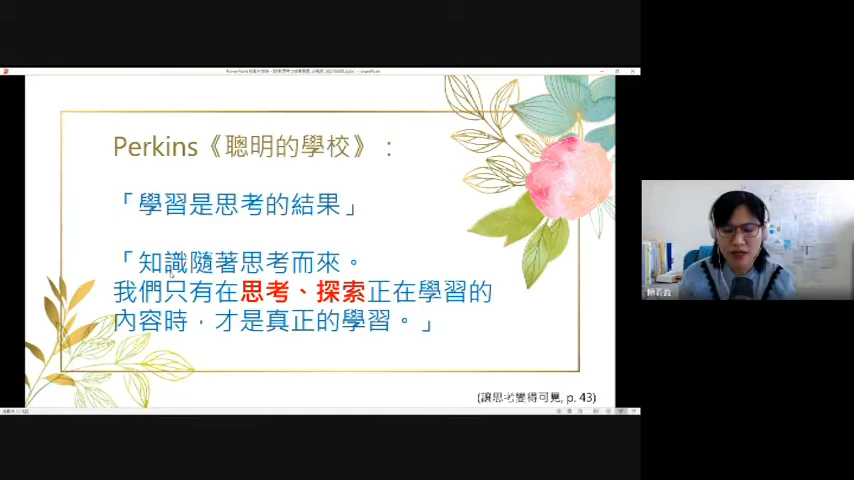 Perkins《聰明的學校》：
「學習是思考的結果」
「知識隨著思考而來。
我們只有在思考、探索正在學習的
內容時，才是真正的學習。」
(讓思考變得可見, p. 43)